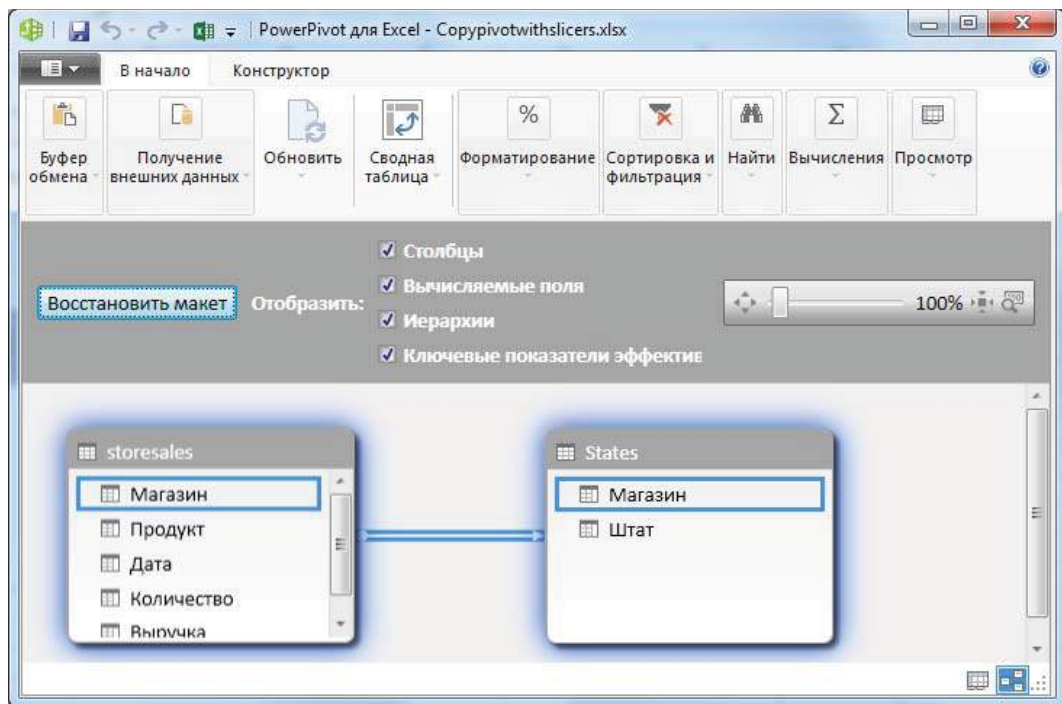 PowerPivot для Excel - Copypivotwithslicers.xlsx
В начало Конструктор
%
Σ
Буфер обмена
Получение внешних данных
Обновить
Сводная таблица
Форматирование
Сортировка и фильтрация
Найти
Вычисления
Просмотр
Восстановить макет
Отобразить:
Столбцы
Вычисляемые поля
Иерархии
Ключевые показатели эффектив
100%
storesales
Магазин
Продукт
Дата
Количество
Выручка
States
Магазин
Штат